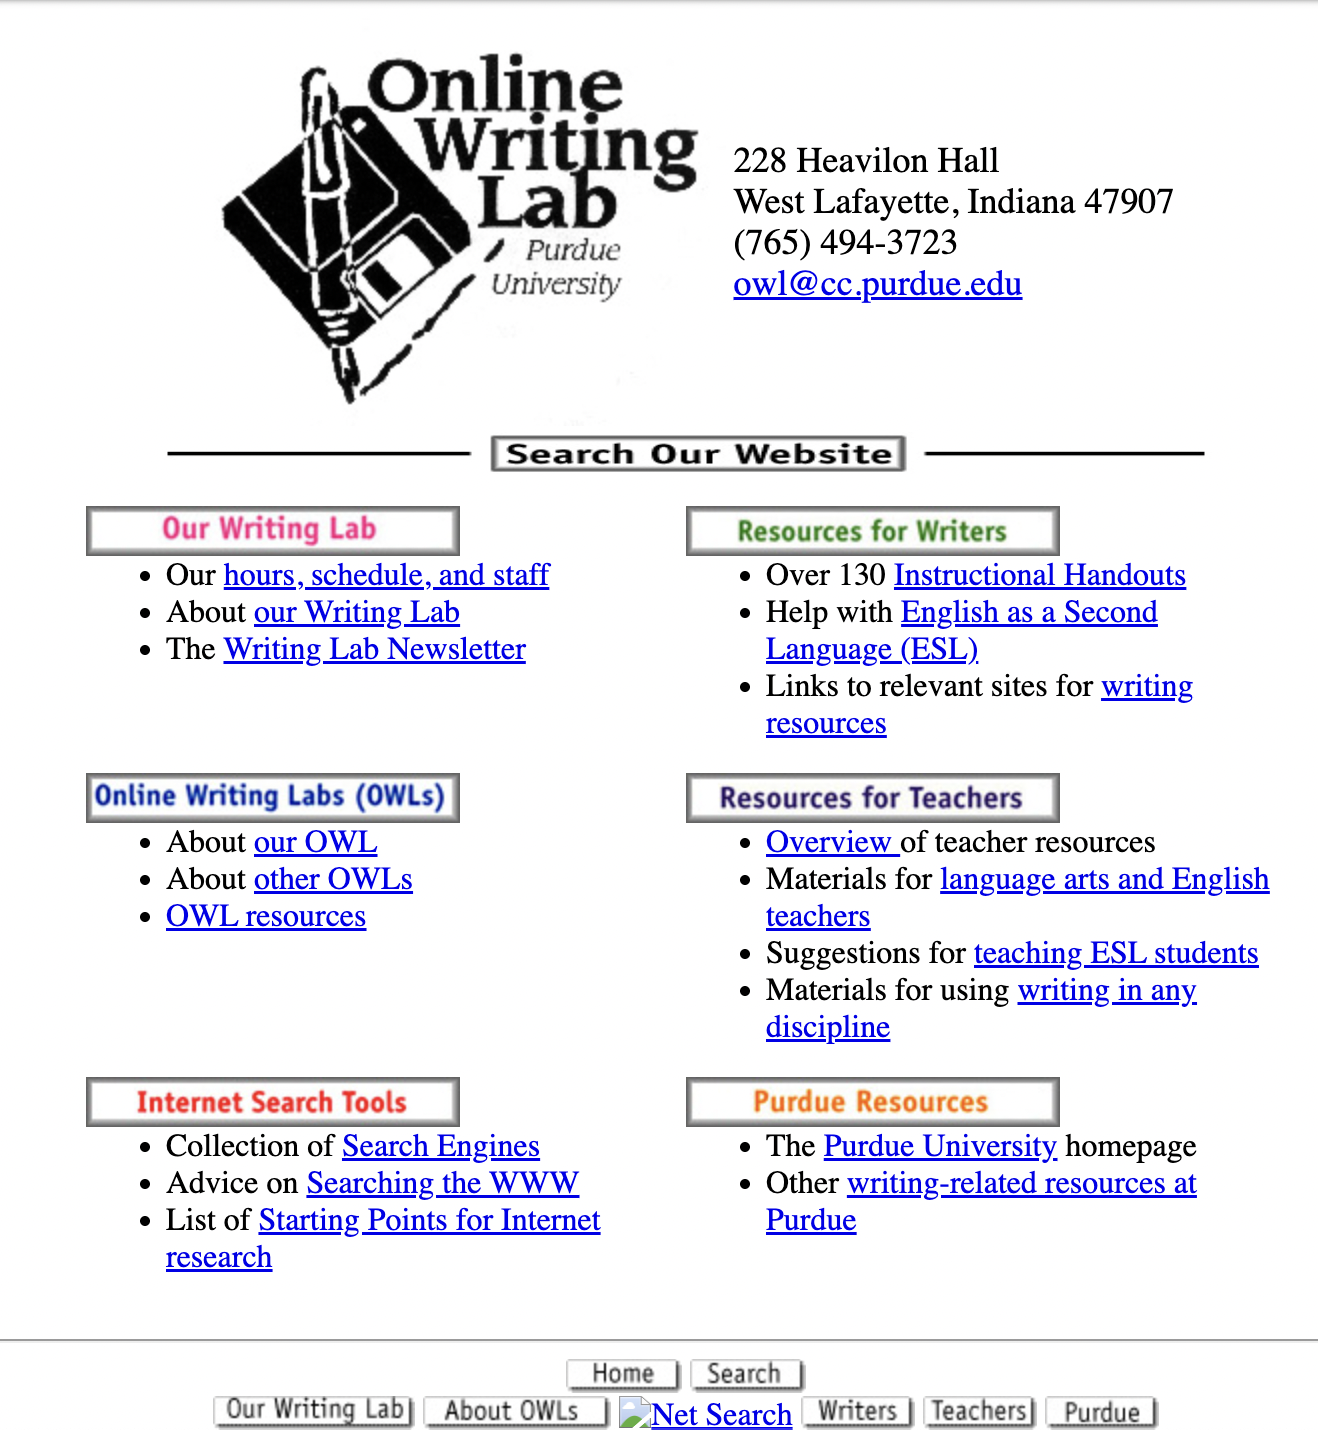 Online
Writing
Lab
Purdue
University
228 Heavilon Hall
West Lafayette, Indiana 47907
(765) 494-3723
owl@cc.purdue.edu
Search Our Website
Our Writing Lab
Our hours, schedule, and staff
About our Writing Lab
The Writing Lab Newsletter
Resources for Writers
Over 130 Instructional Handouts
Help with English as a Second
Language (ESL)
Links to relevant sites for writing
resources
Online Writing Labs (OWLs)
About our OWL
About other OWLs
OWL resources
Resources for Teachers
Overview of teacher resources
Materials for language arts and English
teachers
Suggestions for teaching ESL students
Materials for using writing in any
discipline
Internet Search Tools
Collection of Search Engines
Advice on Searching the WWW
List of Starting Points for Internet
research
Purdue Resources
The Purdue University homepage
Other writing-related resources at
Purdue
Home Search
Our Writing Lab About OWLs Net Search Writers Teachers Purdue